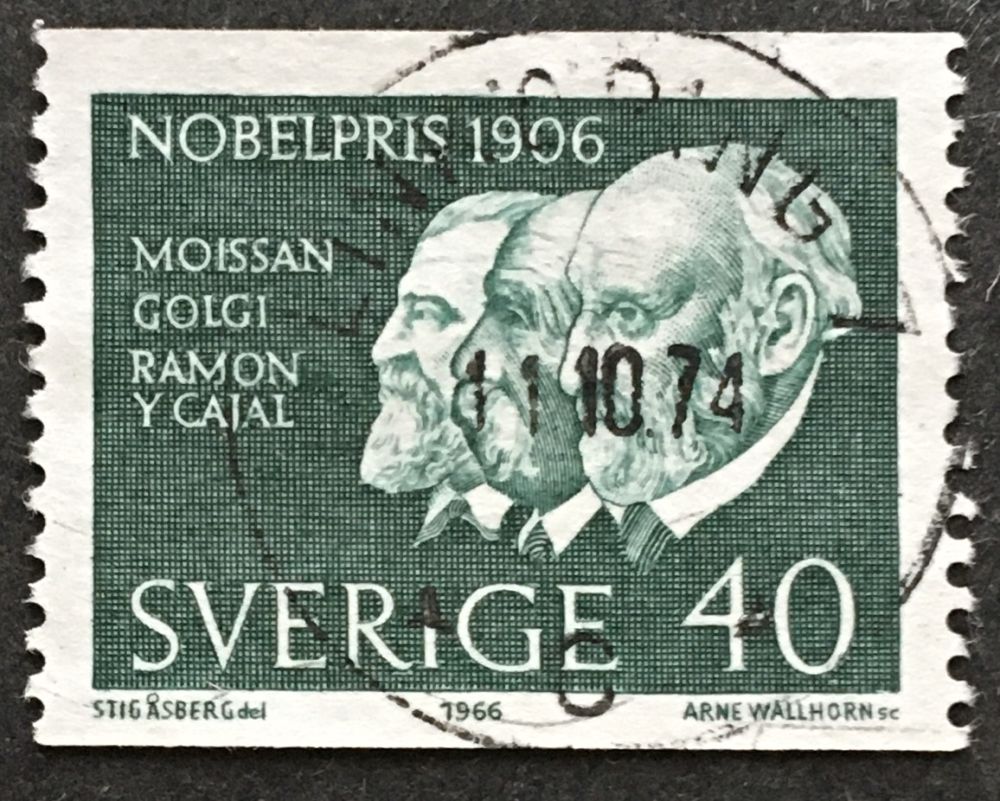 NOBELPRIS 1906
MOISSAN
GOLGI
RAMON
Y CAJAL
11 10.74
SVERIGE 40
STIG ÅSBERG del 1966 ARNE WALLHORN sc